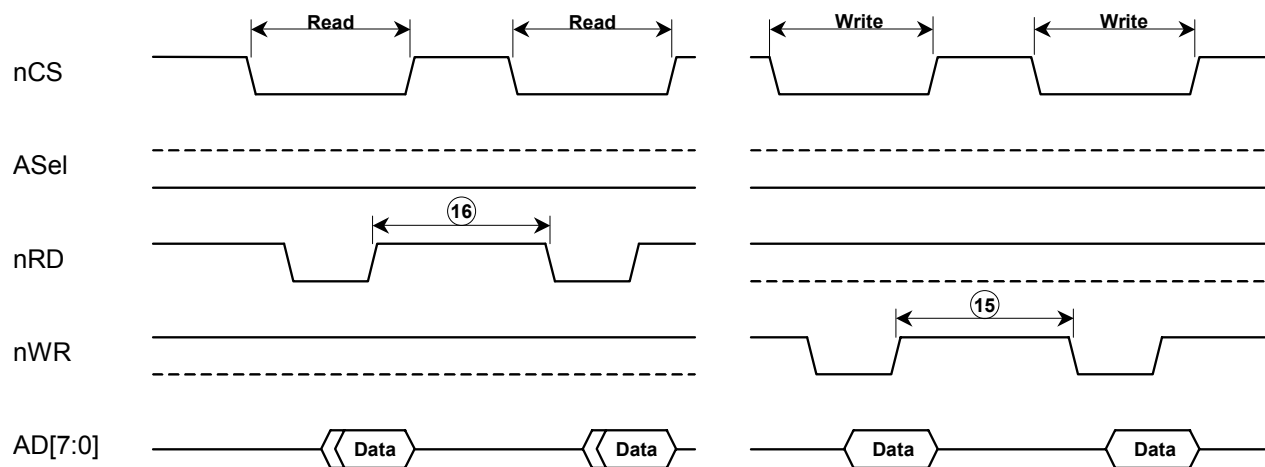 Read Read Write Write
nCS
ASel
16
nRD
15
nWR
AD[7:0] Data Data Data Data